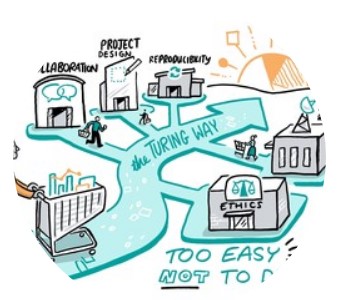 PROJECT
DESIGN
REPRODUCIBILITY
LLABORATION
the TURING WAY
ETHICS
TOO EASY
NOT TO